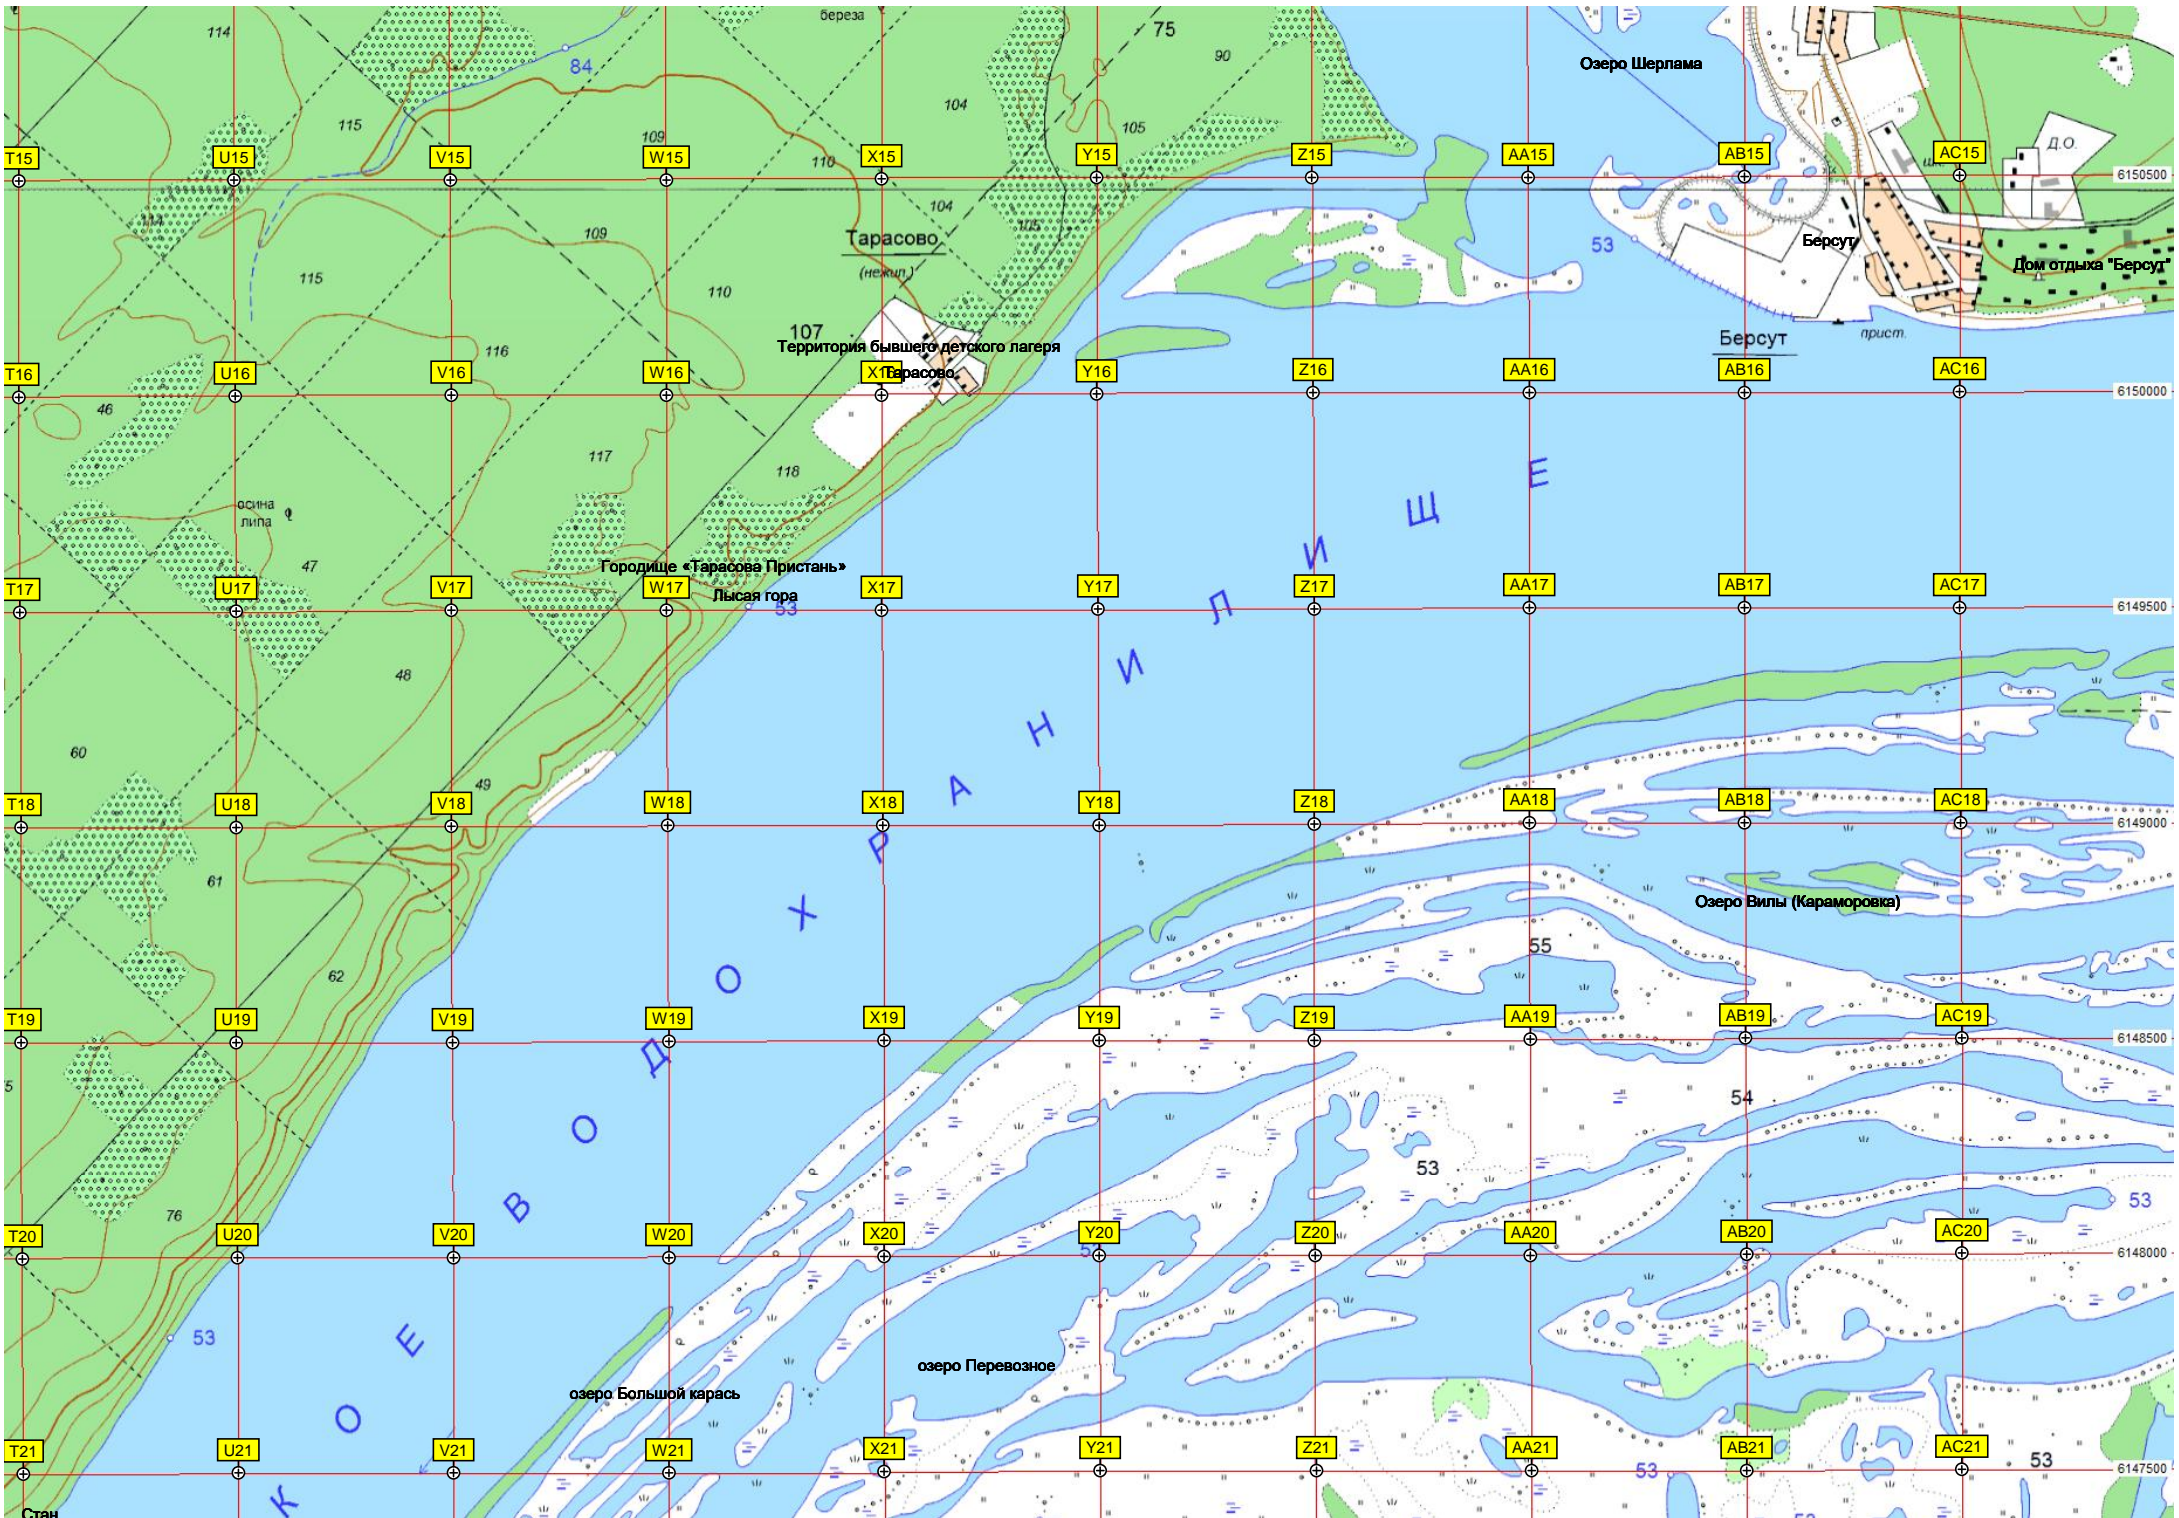 114
береза
75
90
Озеро Шерлама
84
104
115
109
105
110
Д.О.
T15
U15
V15
W15
X15
Y15
Z15
AA15
AB15
AC15
6150500
114
104
105
109
Тарасово
(нежил.)
53
Берсут
Дом отдыха "Берсут"
115
110
107
116
Территория бывшего детского лагеря
Тарасово
Берсут
прист.
T16
U16
V16
W16
X16
Y16
Z16
AA16
AB16
AC16
6150000
46
117
118
осина
липа
47
Городище «Тарасова Пристань»
Лысая гора
53
T17
U17
V17
W17
X17
Y17
Z17
AA17
AB17
AC17
6149500
48
60
49
T18
U18
V18
W18
X18
Y18
Z18
AA18
AB18
AC18
6149000
61
Озеро Вилы (Караморовка)
55
62
T19
U19
V19
W19
X19
Y19
Z19
AA19
AB19
AC19
6148500
54
53
53
76
T20
U20
V20
W20
X20
Y20
Z20
AA20
AB20
AC20
6148000
53
озеро Перевозное
озеро Большой карась
T21
U21
V21
W21
X21
Y21
Z21
AA21
AB21
AC21
53
53
6147500
К О Е
В О Д О Х Р А Н И Л И Щ Е
Стан
53